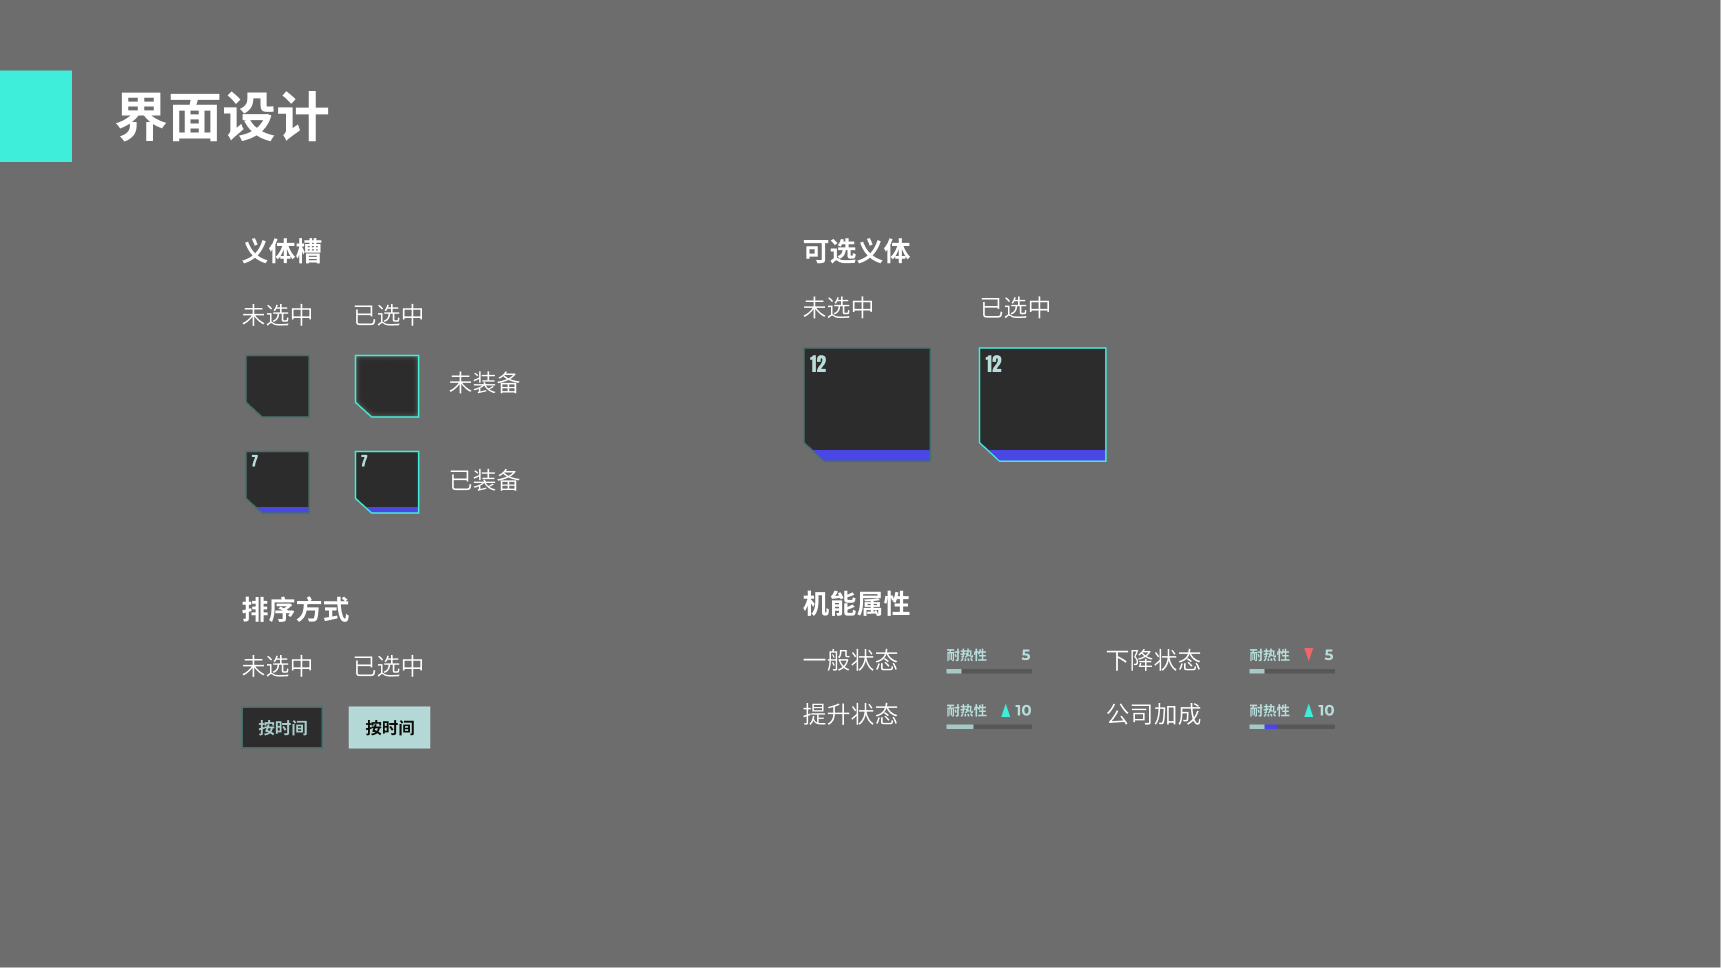 界面设计
义体槽
未选中 已选中
未装备
7 7 已装备
可选义体
未选中 已选中
12 12
排序方式
未选中 已选中
按时间 按时间
机能属性
一般状态 耐热性 5 下降状态 耐热性 ▼ 5
提升状态 耐热性 ▲ 10 公司加成 耐热性 ▲ 10